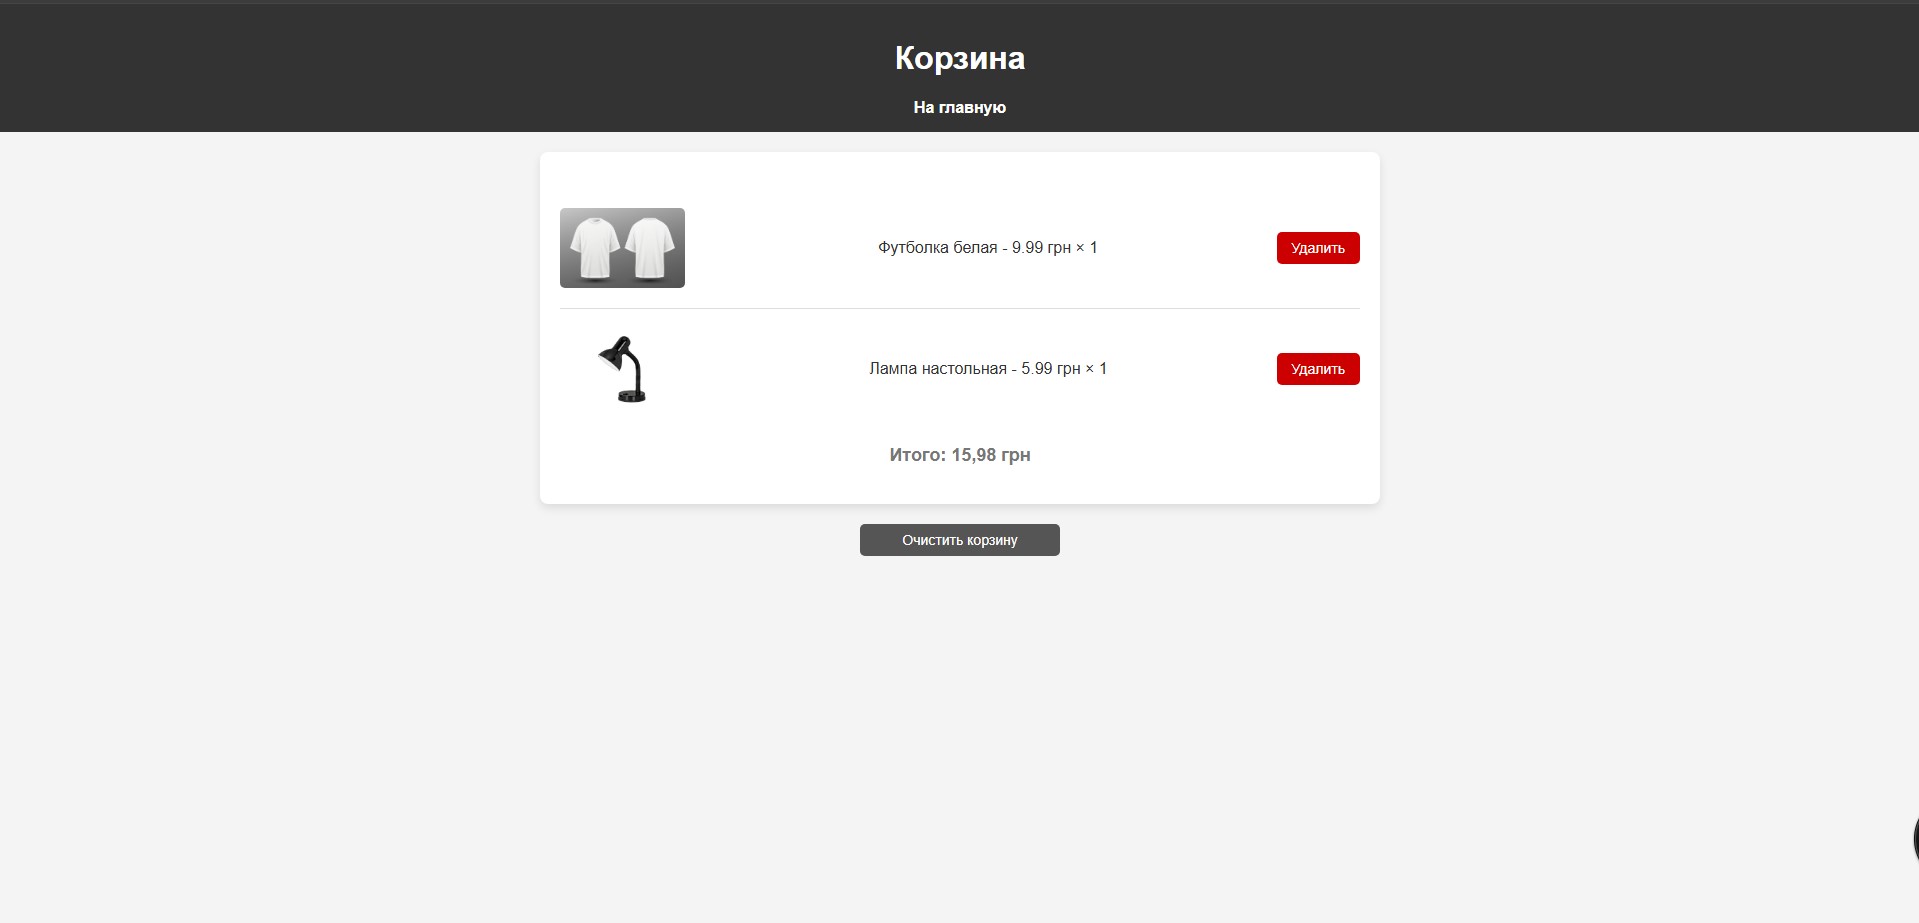 Корзина
На главную
Футболка белая - 9.99 грн × 1
Удалить
Лампа настольная - 5.99 грн × 1
Удалить
Итого: 15,98 грн
Очистить корзину